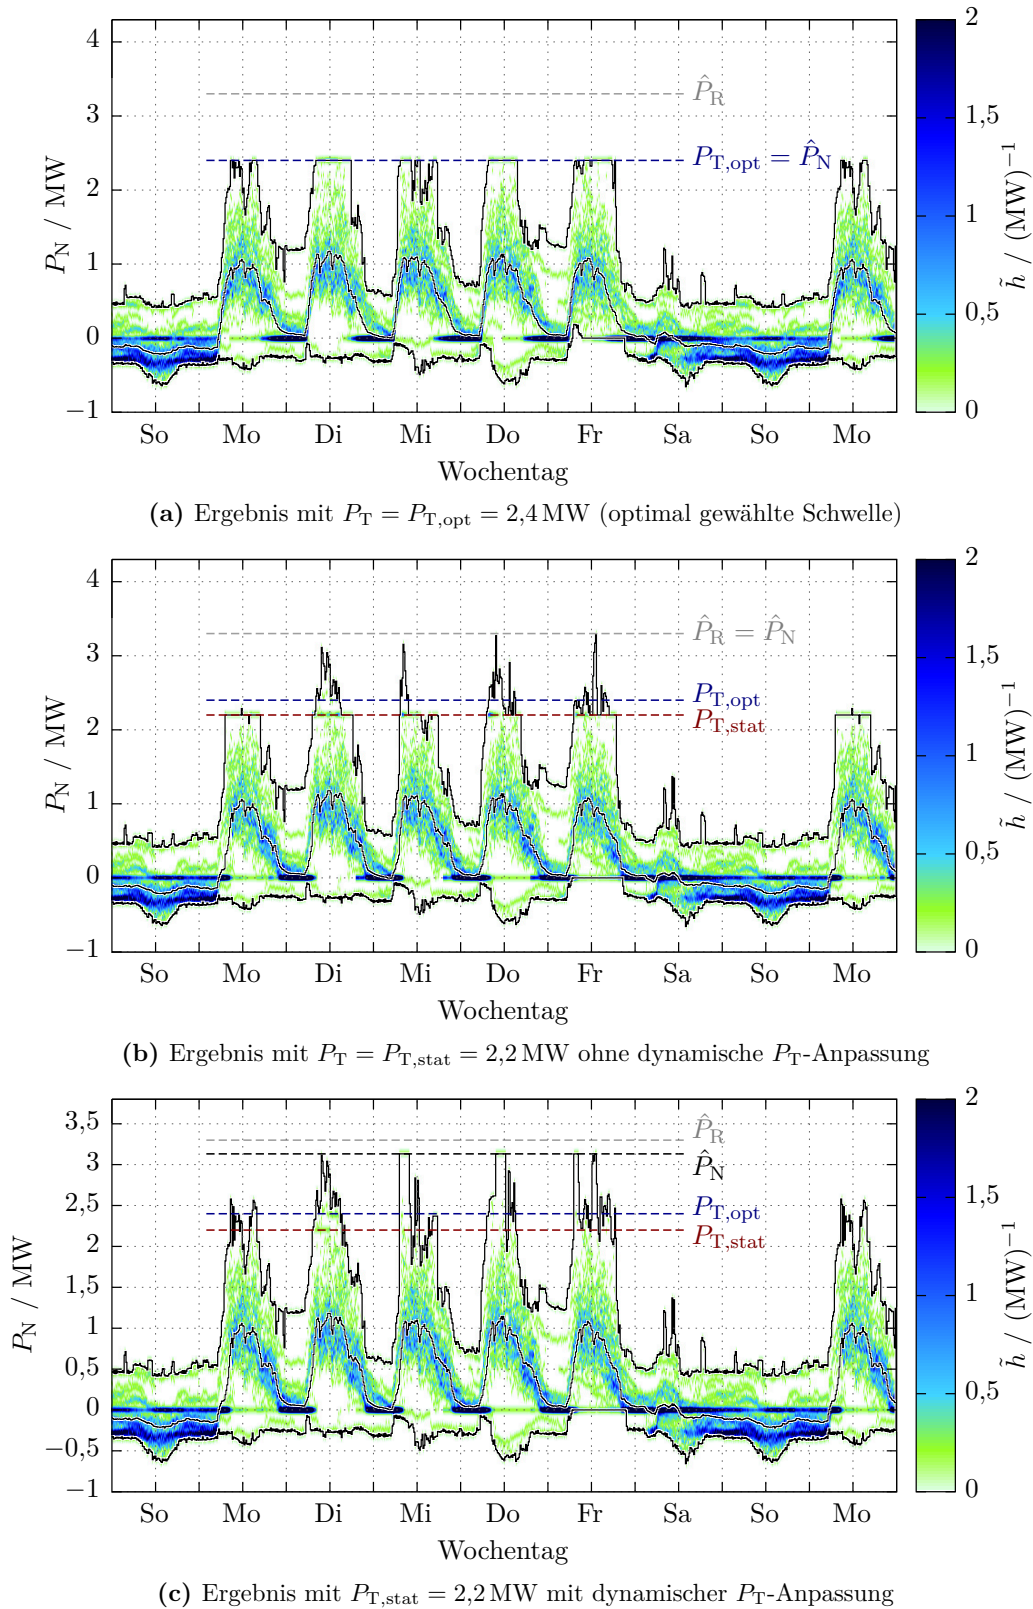 4
3
2
1
0
−1
P_N / MW
P̂_R
P_T,opt = P̂_N
2
1,5
1
0,5
0
h̃ / (MW)⁻¹
So Mo Di Mi Do Fr Sa So Mo
Wochentag
(a) Ergebnis mit P_T = P_T,opt = 2,4 MW (optimal gewählte Schwelle)
4
3
2
1
0
−1
P_N / MW
P̂_R = P̂_N
P_T,opt
P_T,stat
2
1,5
1
0,5
0
h̃ / (MW)⁻¹
So Mo Di Mi Do Fr Sa So Mo
Wochentag
(b) Ergebnis mit P_T = P_T,stat = 2,2 MW ohne dynamische P_T-Anpassung
3,5
3
2,5
2
1,5
1
0,5
0
−0,5
−1
P_N / MW
P̂_R
P̂_N
P_T,opt
P_T,stat
2
1,5
1
0,5
0
h̃ / (MW)⁻¹
So Mo Di Mi Do Fr Sa So Mo
Wochentag
(c) Ergebnis mit P_T,stat = 2,2 MW mit dynamischer P_T-Anpassung